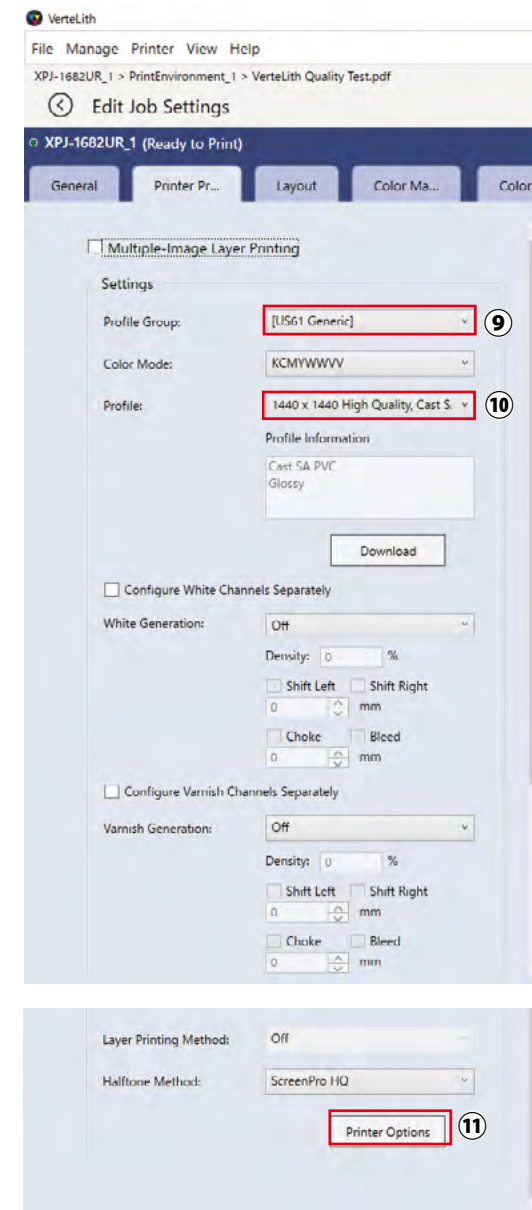 VerteLith
File Manage Printer View Help
XPJ-1682UR_1 > PrintEnvironment_1 > VerteLith Quality Test.pdf
Edit Job Settings
XPJ-1682UR_1 (Ready to Print)
General Printer Pr... Layout Color Ma... Color
Multiple-Image Layer Printing
Settings
Profile Group: [US61 Generic] ⑨
Color Mode: KCMYWWVV
Profile: 1440 x 1440 High Quality, Cast S. ⑩
Profile Information
Cast SA PVC
Glossy
Download
Configure White Channels Separately
White Generation: Off
Density: 0 %
Shift Left Shift Right
0 mm
Choke Bleed
0 mm
Configure Varnish Channels Separately
Varnish Generation: Off
Density: 0 %
Shift Left Shift Right
0 mm
Choke Bleed
0 mm
Layer Printing Method: Off
Halftone Method: ScreenPro HQ
Printer Options ⑪